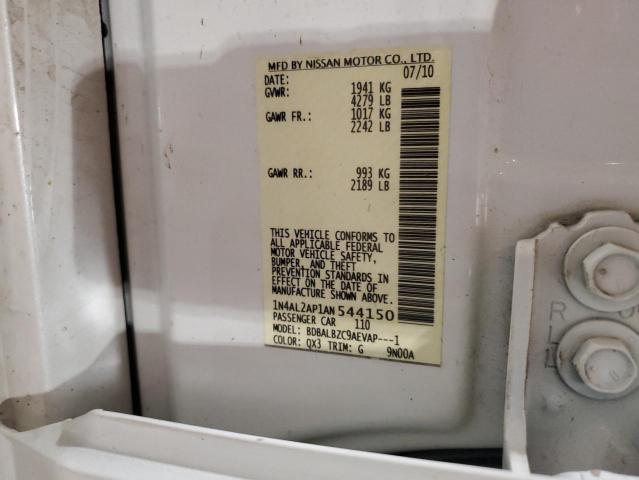 MFD BY NISSAN MOTOR CO., LTD.
DATE: 07/10
GVWR: 1941 KG
4279 LB
GAWR FR.: 1017 KG
2242 LB
GAWR RR.: 993 KG
2189 LB
THIS VEHICLE CONFORMS TO
ALL APPLICABLE FEDERAL
MOTOR VEHICLE SAFETY,
BUMPER, AND THEFT
PREVENTION STANDARDS IN
EFFECT ON THE DATE OF
MANUFACTURE SHOWN ABOVE.
1N4AL2AP1AN544150
PASSENGER CAR 110
MODEL: BDBALBZC9AEVAP---1
COLOR: QX3 TRIM: G 9N00A